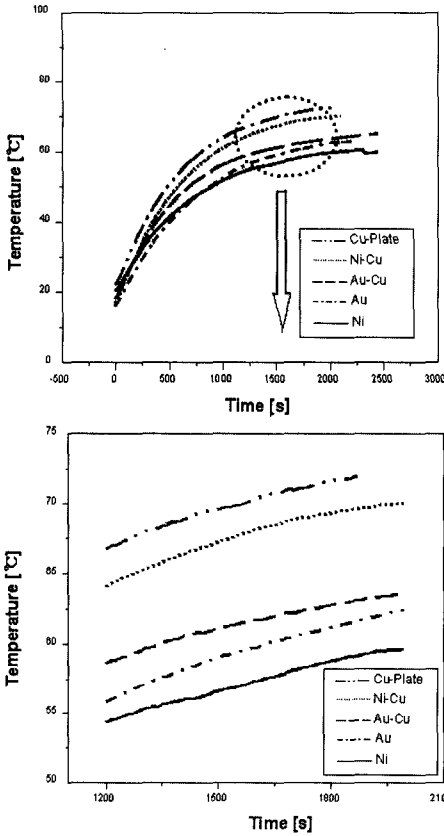 100
80
60
40
20
0
Temperature [℃]
Cu-Plate
Ni-Cu
Au-Cu
Au
Ni
-500 0 500 1000 1500 2000 2500 3000
Time [s]
75
70
65
60
55
50
Temperature [℃]
Cu-Plate
Ni-Cu
Au-Cu
Au
Ni
1200 1500 1800 2100
Time [s]